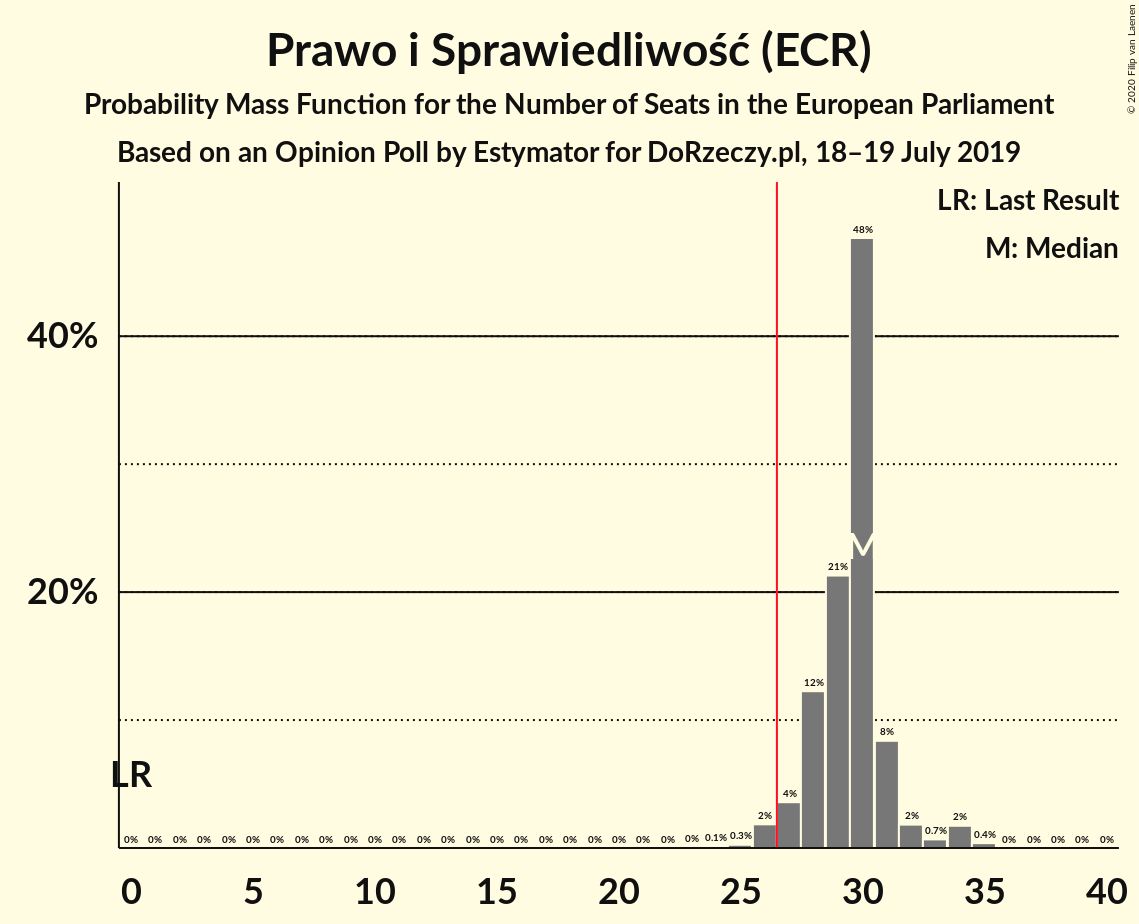 Prawo i Sprawiedliwość (ECR)
Probability Mass Function for the Number of Seats in the European Parliament
Based on an Opinion Poll by Estymator for DoRzeczy.pl, 18–19 July 2019
© 2020 Filip van Laenen
LR: Last Result
M: Median
40%
20%
LR
M
0% 0% 0% 0% 0% 0% 0% 0% 0% 0% 0% 0% 0% 0% 0% 0% 0% 0% 0% 0% 0% 0% 0% 0% 0.1% 0.3% 2% 4% 12% 21% 48% 8% 2% 0.7% 2% 0.4% 0% 0% 0% 0% 0%
0 5 10 15 20 25 30 35 40